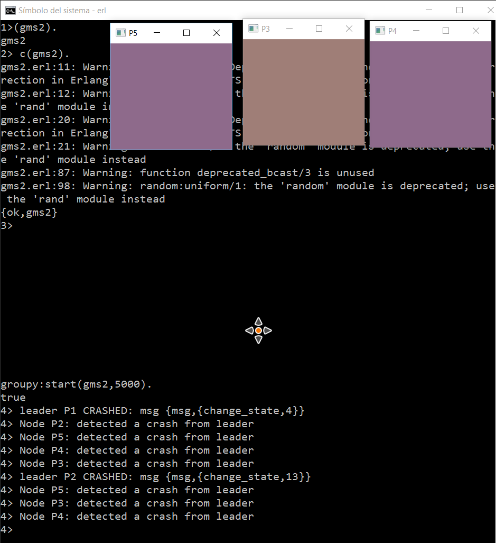 Símbolo del sistema - erl
P5
P3
P4
1>(gms2).
gms2
2> c(gms2).
gms2.erl:11: Warni
rection in Erlang
gms2.erl:12: Warni
e 'rand' module in
gms2.erl:20: Warni
rection in Erlang
gms2.erl:21: Warni the 'random' module is deprecated; use th
e 'rand' module instead
gms2.erl:87: Warning: function deprecated_bcast/3 is unused
gms2.erl:98: Warning: random:uniform/1: the 'random' module is deprecated; use
the 'rand' module instead
{ok,gms2}
3>
groupy:start(gms2,5000).
true
4> leader P1 CRASHED: msg {msg,{change_state,4}}
4> Node P2: detected a crash from leader
4> Node P5: detected a crash from leader
4> Node P4: detected a crash from leader
4> Node P3: detected a crash from leader
4> leader P2 CRASHED: msg {msg,{change_state,13}}
4> Node P5: detected a crash from leader
4> Node P3: detected a crash from leader
4> Node P4: detected a crash from leader
4>